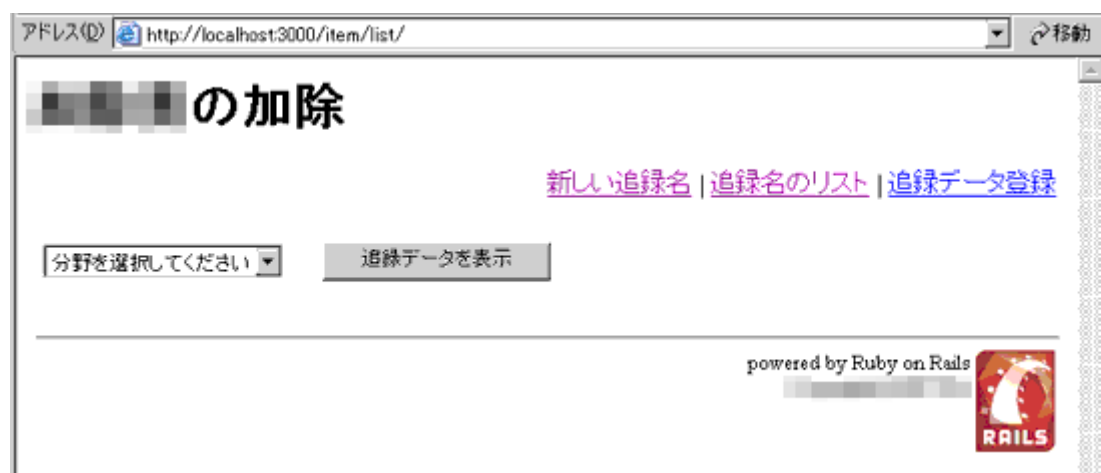 アドレス(D) http://localhost:3000/item/list/ 移動
の加除
新しい追録名 | 追録名のリスト | 追録データ登録
分野を選択してください 追録データを表示
powered by Ruby on Rails
RAILS